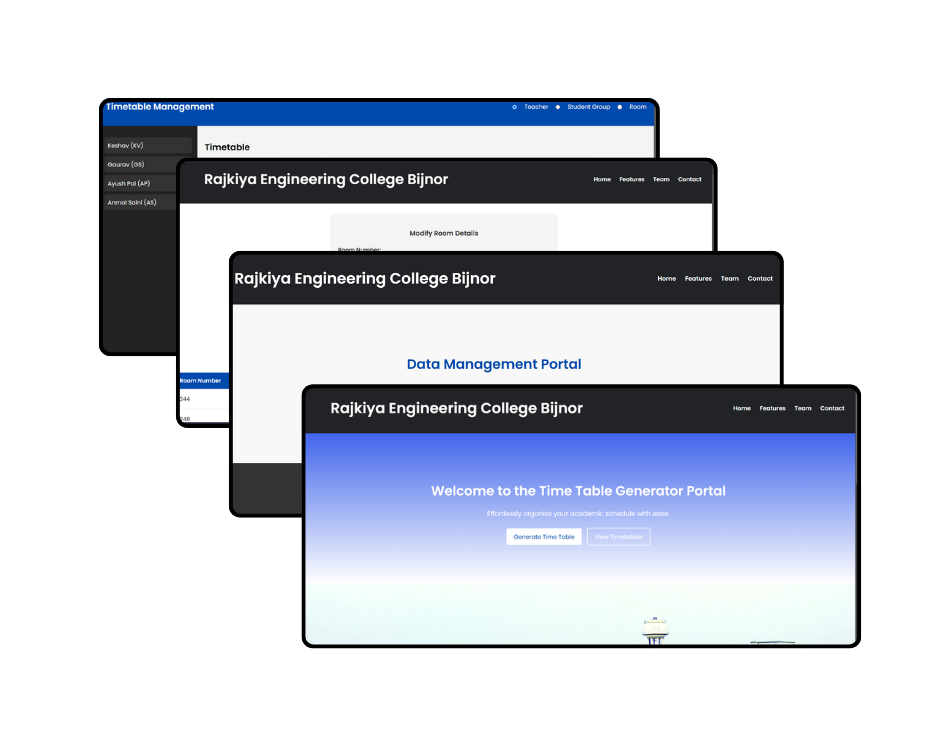 Timetable Management
Teacher Student Group Room
Keshav (KV)
Gaurav (GS)
Ayush Pal (AP)
Anmol Saini (AS)
Timetable
Rajkiya Engineering College Bijnor
Home Features Team Contact
Modify Room Details
Room Number:
Room Number
244
248
Rajkiya Engineering College Bijnor
Home Features Team Contact
Data Management Portal
Rajkiya Engineering College Bijnor
Home Features Team Contact
Welcome to the Time Table Generator Portal
Effortlessly organize your academic schedule with ease.
Generate Time Table
View Timetables